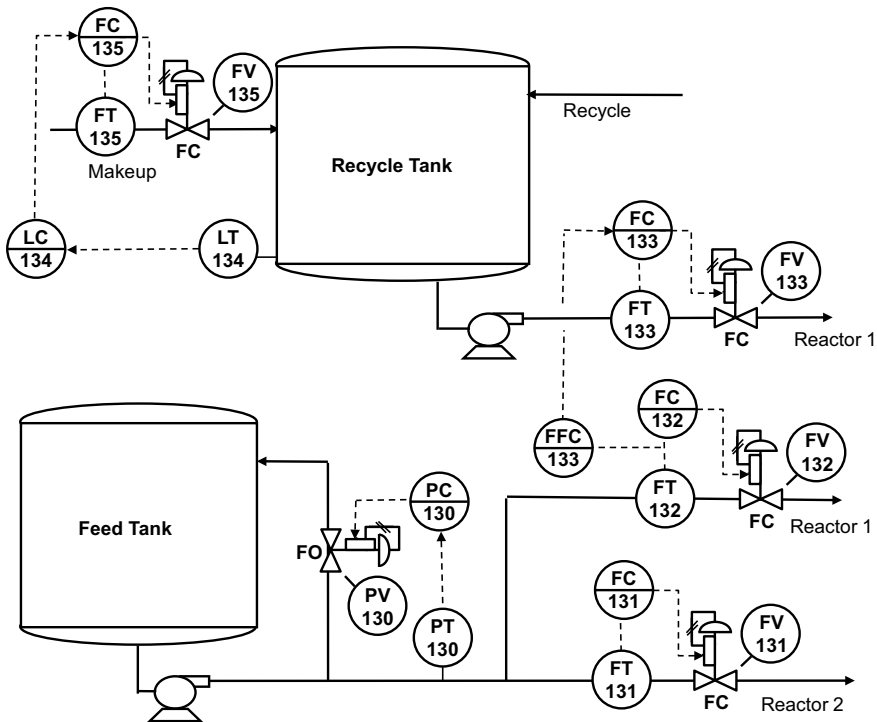 FC
135
FT
135
Makeup
FC
FV
135
Recycle Tank
Recycle
LC
134
LT
134
FC
133
FT
133
FC
FV
133
Reactor 1
FFC
133
FC
132
FT
132
FC
FV
132
Reactor 1
Feed Tank
FO
PV
130
PC
130
PT
130
FC
131
FT
131
FC
FV
131
Reactor 2